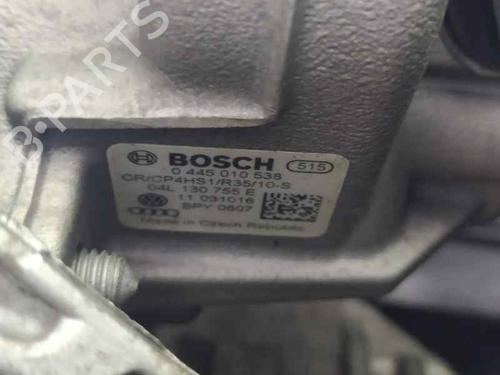 B-PARTS
BOSCH 515
0 445 010 538
CR/CP4HS1/R35/10-S
04L 130 755 E
11 031016
BPY 0607
Made in Czech Republic